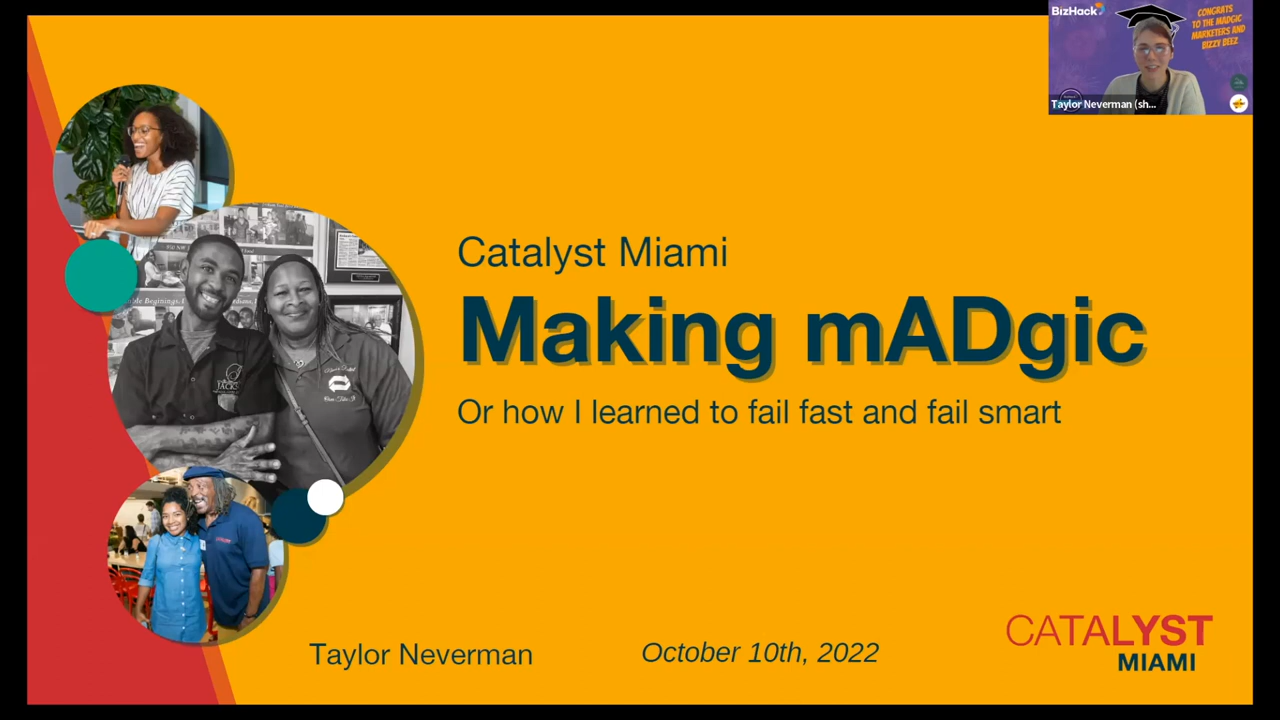 BizHack
CONGRATS
TO THE MADGIC
MARKETERS AND
BIZZY BEEZ
Taylor Neverman (sh...
Catalyst Miami
Making mADgic
Or how I learned to fail fast and fail smart
Taylor Neverman
October 10th, 2022
CATALYST
MIAMI